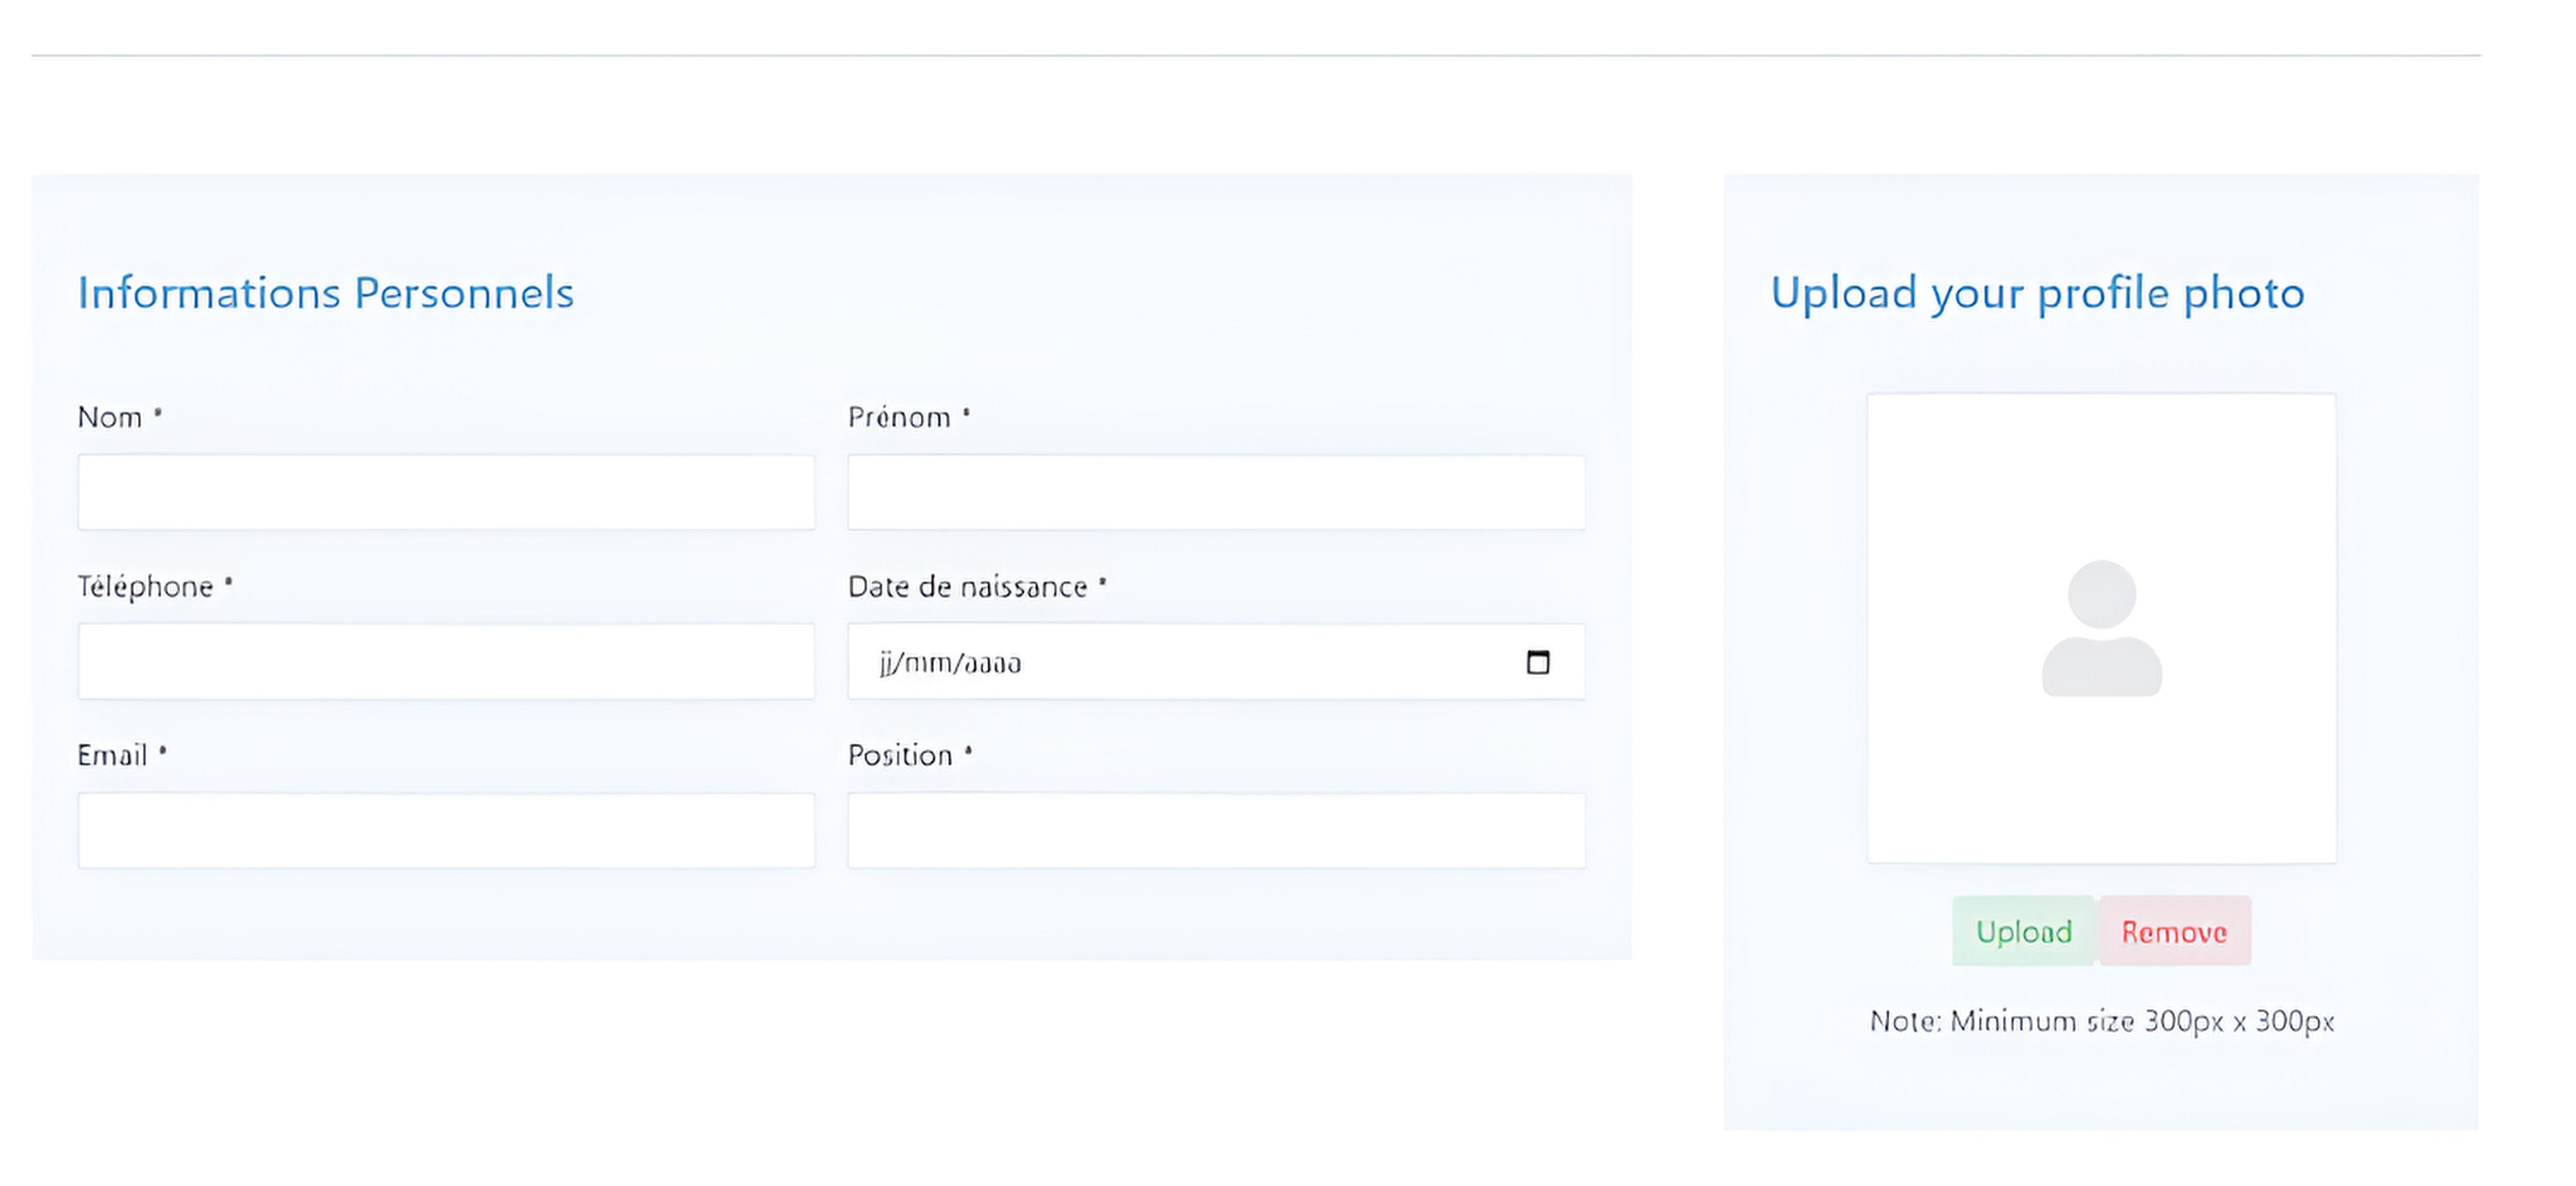 Informations Personnels
Nom *
Prénom *
Téléphone *
Date de naissance *
jj/mm/aaaa
Email *
Position *
Upload your profile photo
Upload
Remove
Note: Minimum size 300px x 300px